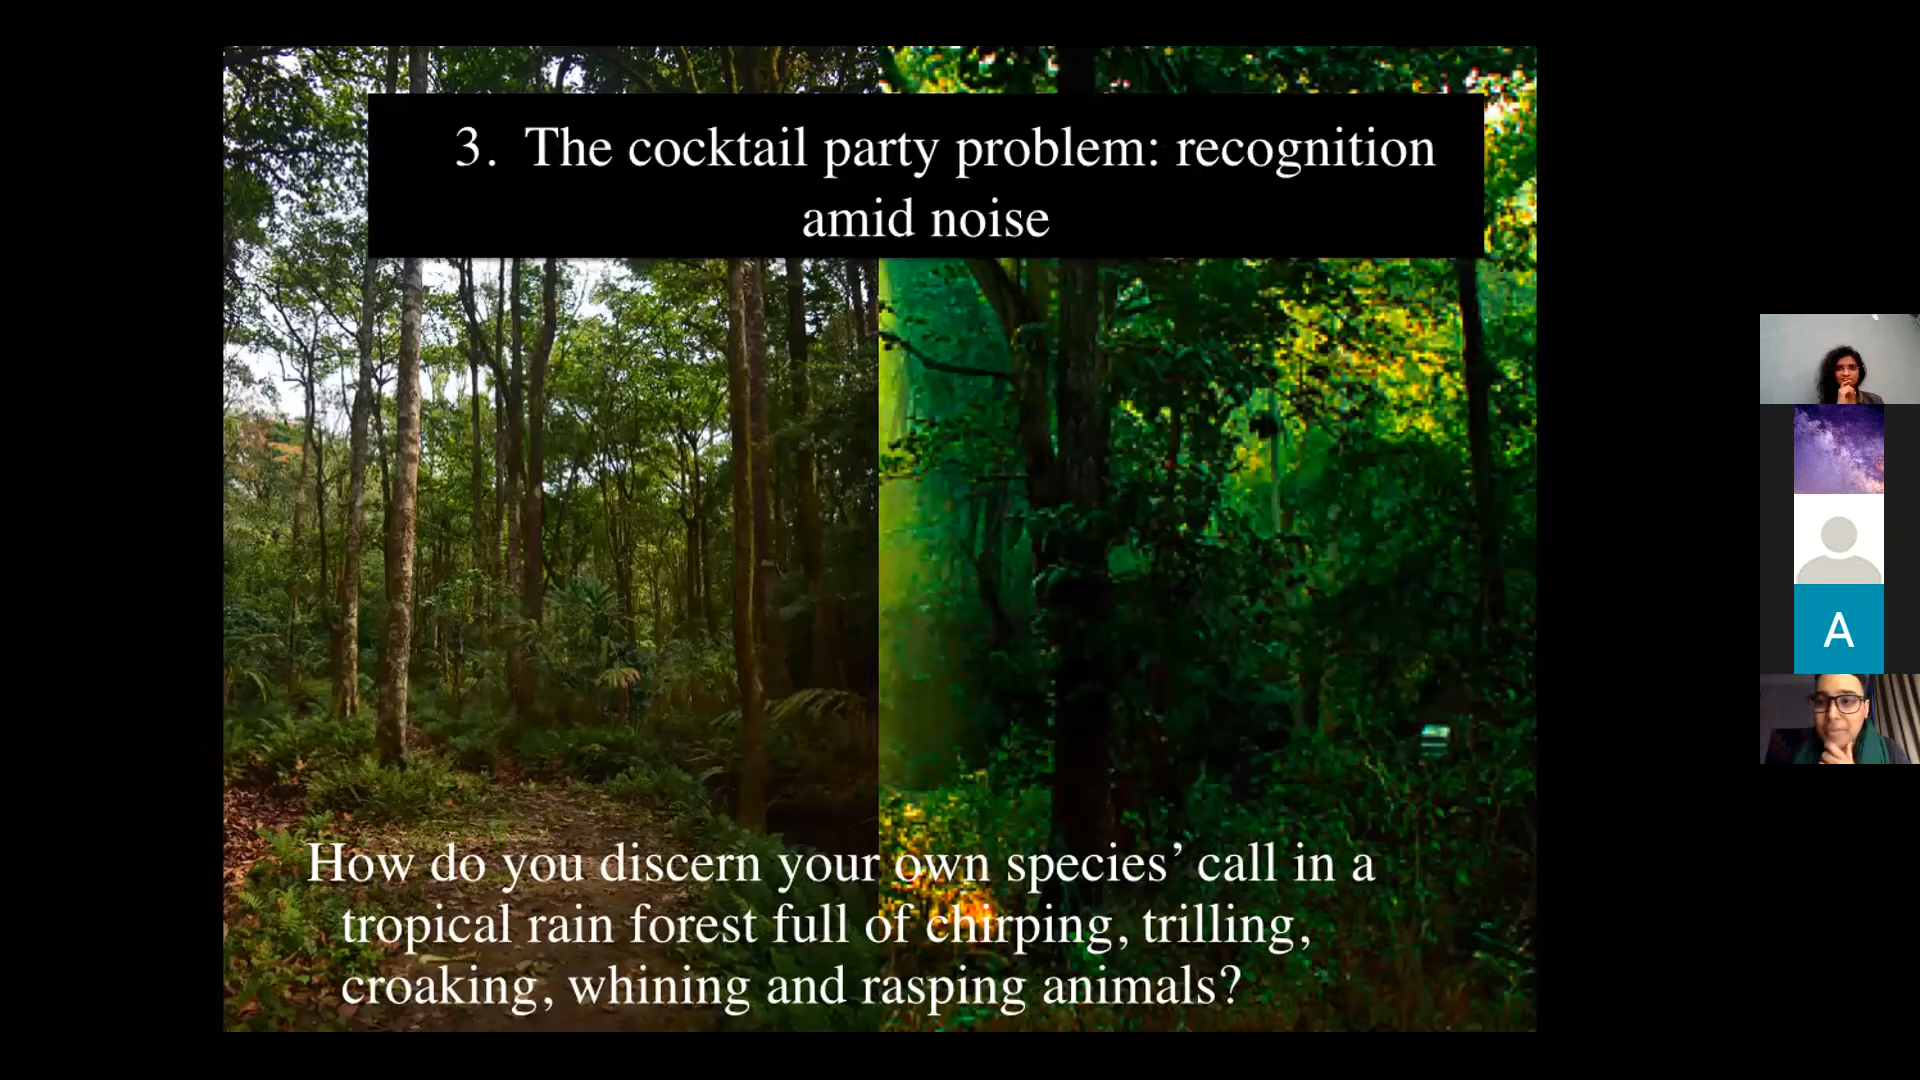 3. The cocktail party problem: recognition
amid noise
How do you discern your own species’ call in a
tropical rain forest full of chirping, trilling,
croaking, whining and rasping animals?
A